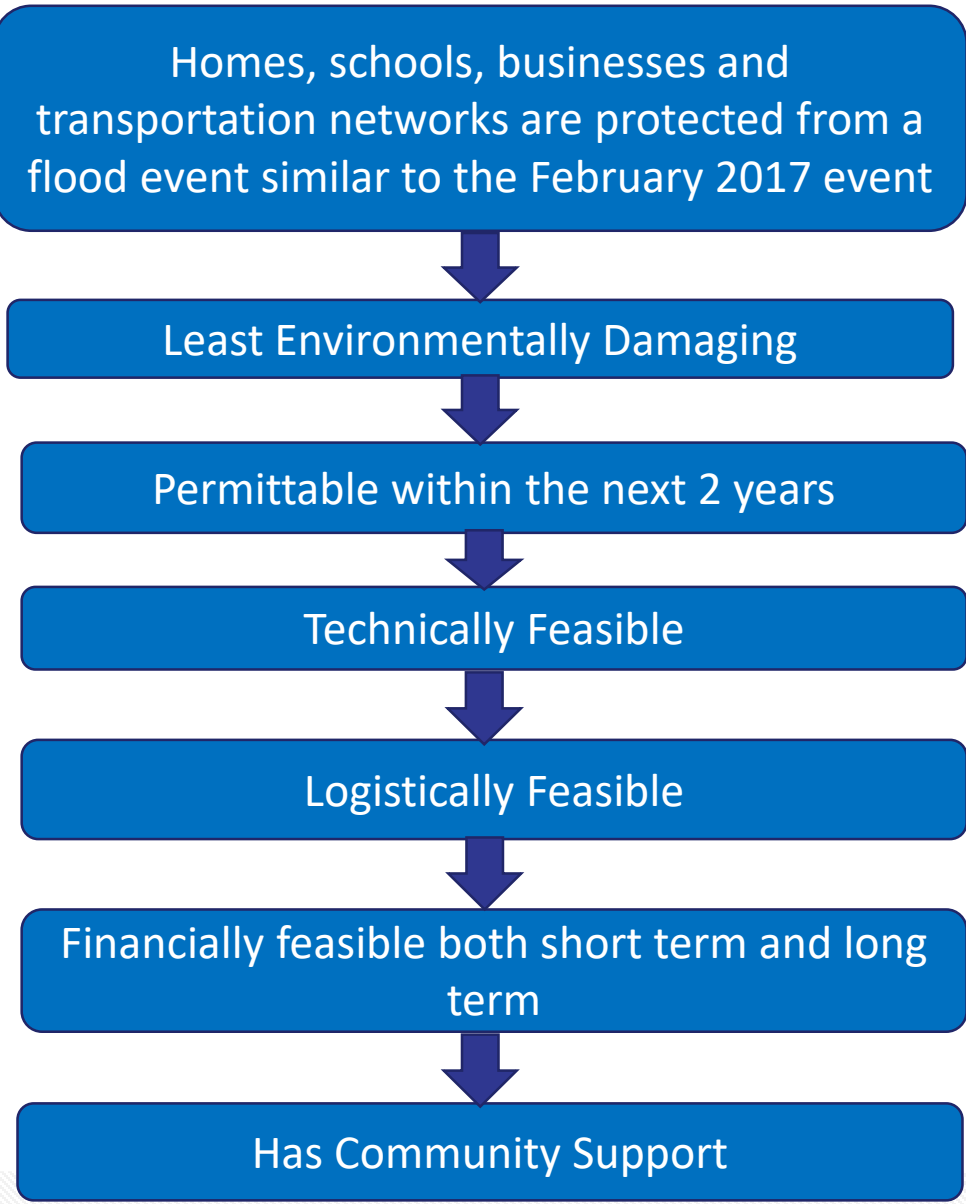 Homes, schools, businesses and
transportation networks are protected from a
flood event similar to the February 2017 event
Least Environmentally Damaging
Permittable within the next 2 years
Technically Feasible
Logistically Feasible
Financially feasible both short term and long
term
Has Community Support